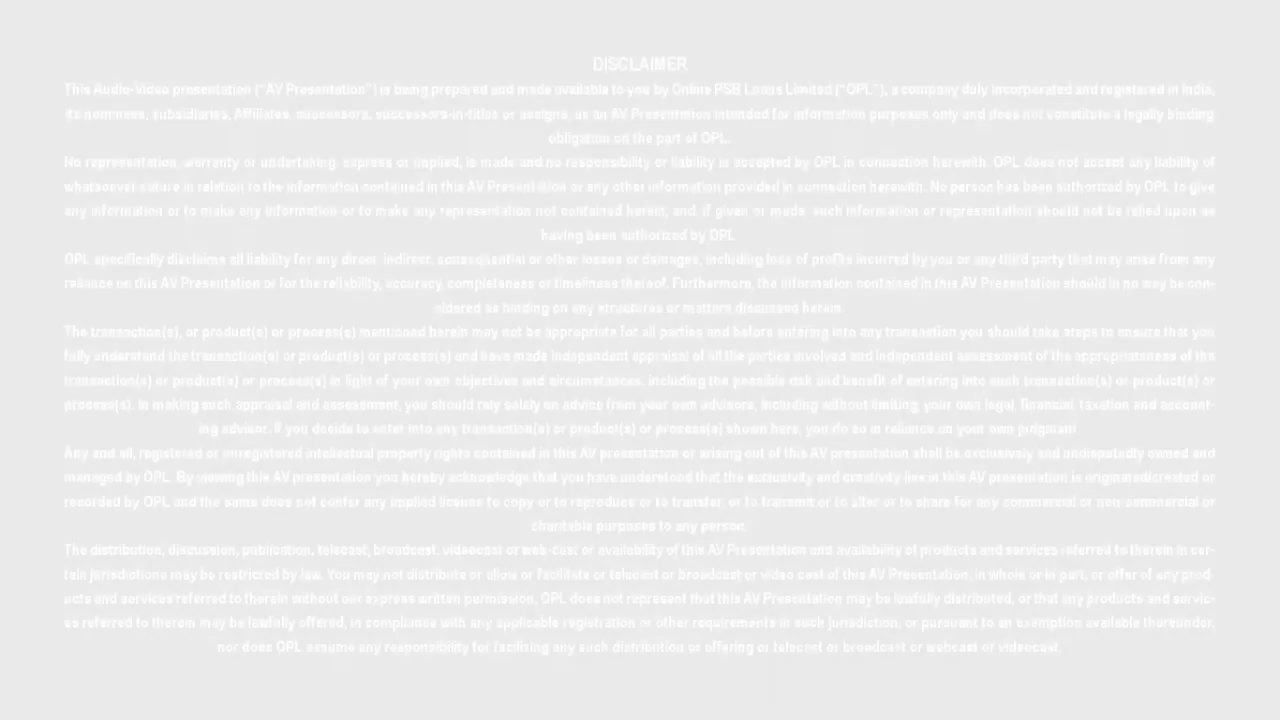 DISCLAIMER
This Audio-Video presentation ("AV Presentation") is being prepared and made available to you by Online PSB Loans Limited ("OPL"), a company duly incorporated and registered in India,
its nominees, subsidiaries, Affiliates, successors, successors-in-titles or assigns, as an AV Presentation intended for information purposes only and does not constitute a legally binding
obligation on the part of OPL.
No representation, warranty or undertaking, express or implied, is made and no responsibility or liability is accepted by OPL in connection herewith. OPL does not accept any liability of
whatsoever nature in relation to the information contained in this AV Presentation or any other information provided in connection herewith. No person has been authorized by OPL to give
any information or to make any information or to make any representation not contained herein, and, if given or made, such information or representation should not be relied upon as
having been authorized by OPL.
OPL specifically disclaims all liability for any direct, indirect, consequential or other losses or damages, including loss of profits incurred by you or any third party that may arise from any
reliance on this AV Presentation or for the reliability, accuracy, completeness or timeliness thereof. Furthermore, the information contained in this AV Presentation should in no way be con-
sidered as binding on any structures or matters discussed herein.
The transaction(s), or product(s) or process(s) mentioned herein may not be appropriate for all parties and before entering into any transaction you should take steps to ensure that you
fully understand the transaction(s) or product(s) or process(s) and have made independent appraisal of all the parties involved and independent assessment of the appropriateness of the
transaction(s) or product(s) or process(s) in light of your own objectives and circumstances, including the possible risk and benefit of entering into such transaction(s) or product(s) or
process(s). In making such appraisal and assessment, you should rely solely on advice from your own advisors, including without limiting, your own legal, financial, taxation and account-
ing advisor. If you decide to enter into any transaction(s) or product(s) or process(s) shown here, you do so in reliance on your own judgment
Any and all, registered or unregistered intellectual property rights contained in this AV presentation or arising out of this AV presentation shall be exclusively and undisputedly owned and
managed by OPL. By viewing this AV presentation you hereby acknowledge that you have understood that the exclusivity and creativity lies in this AV presentation is originated/created or
recorded by OPL and the same does not confer any implied license to copy or to reproduce or to transfer, or to transmit or to alter or to share for any commercial or non-commercial or
charitable purposes to any person.
The distribution, discussion, publication, telecast, broadcast, videocast or web-cast or availability of this AV Presentation and availability of products and services referred to therein in cer-
tain jurisdictions may be restricted by law. You may not distribute or allow or facilitate or telecast or broadcast or video cast of this AV Presentation, in whole or in part, or offer of any prod-
ucts and services referred to therein without our express written permission. OPL does not represent that this AV Presentation may be lawfully distributed, or that any products and servic-
es referred to therein may be lawfully offered, in compliance with any applicable registration or other requirements in such jurisdiction, or pursuant to an exemption available thereunder,
nor does OPL assume any responsibility for facilising any such distribution or offering or telecast or broadcast or webcast of videocast.